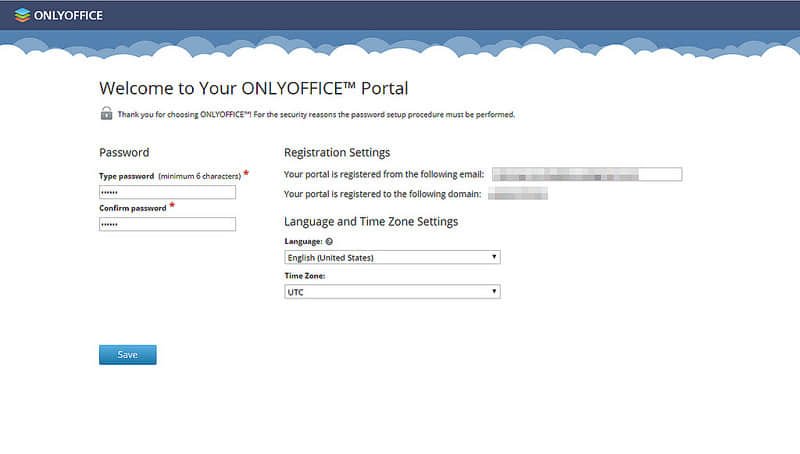 ONLYOFFICE
Welcome to Your ONLYOFFICE™ Portal
Thank you for choosing ONLYOFFICE™! For the security reasons the password setup procedure must be performed.
Password
Type password (minimum 6 characters) *
••••••
Confirm password *
••••••
Registration Settings
Your portal is registered from the following email:
Your portal is registered to the following domain:
Language and Time Zone Settings
Language:
English (United States)
Time Zone:
UTC
Save